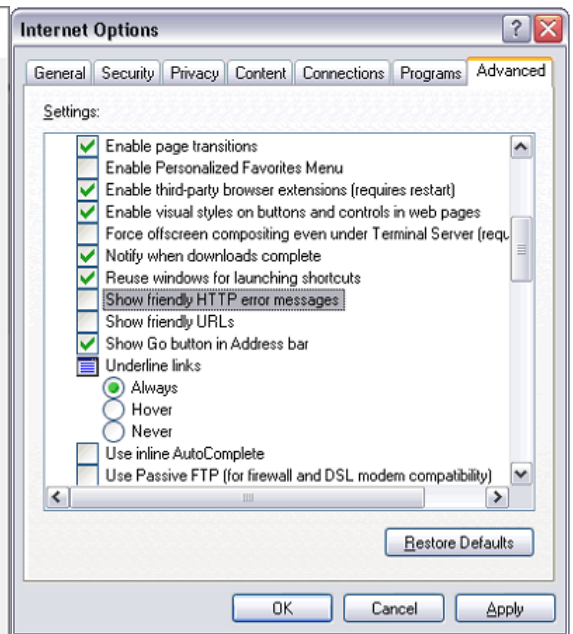 Internet Options
General Security Privacy Content Connections Programs Advanced
Settings:
Enable page transitions
Enable Personalized Favorites Menu
Enable third-party browser extensions (requires restart)
Enable visual styles on buttons and controls in web pages
Force offscreen compositing even under Terminal Server (requ
Notify when downloads complete
Reuse windows for launching shortcuts
Show friendly HTTP error messages
Show friendly URLs
Show Go button in Address bar
Underline links
Always
Hover
Never
Use inline AutoComplete
Use Passive FTP (for firewall and DSL modem compatibility)
Restore Defaults
OK Cancel Apply